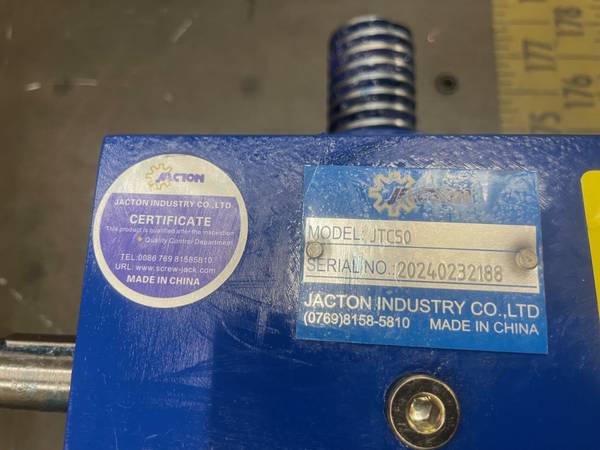 JACTON
JACTON INDUSTRY CO.,LTD.
CERTIFICATE
This product is qualified after the inspection
Quality Control Department
TEL:0086 769 81585810
URL: www.screw-jack.com
MADE IN CHINA
JACTON
MODEL: JTC50
SERIAL NO.: 20240232188
JACTON INDUSTRY CO.,LTD
(0769)8158-5810 MADE IN CHINA
178
177
176
175